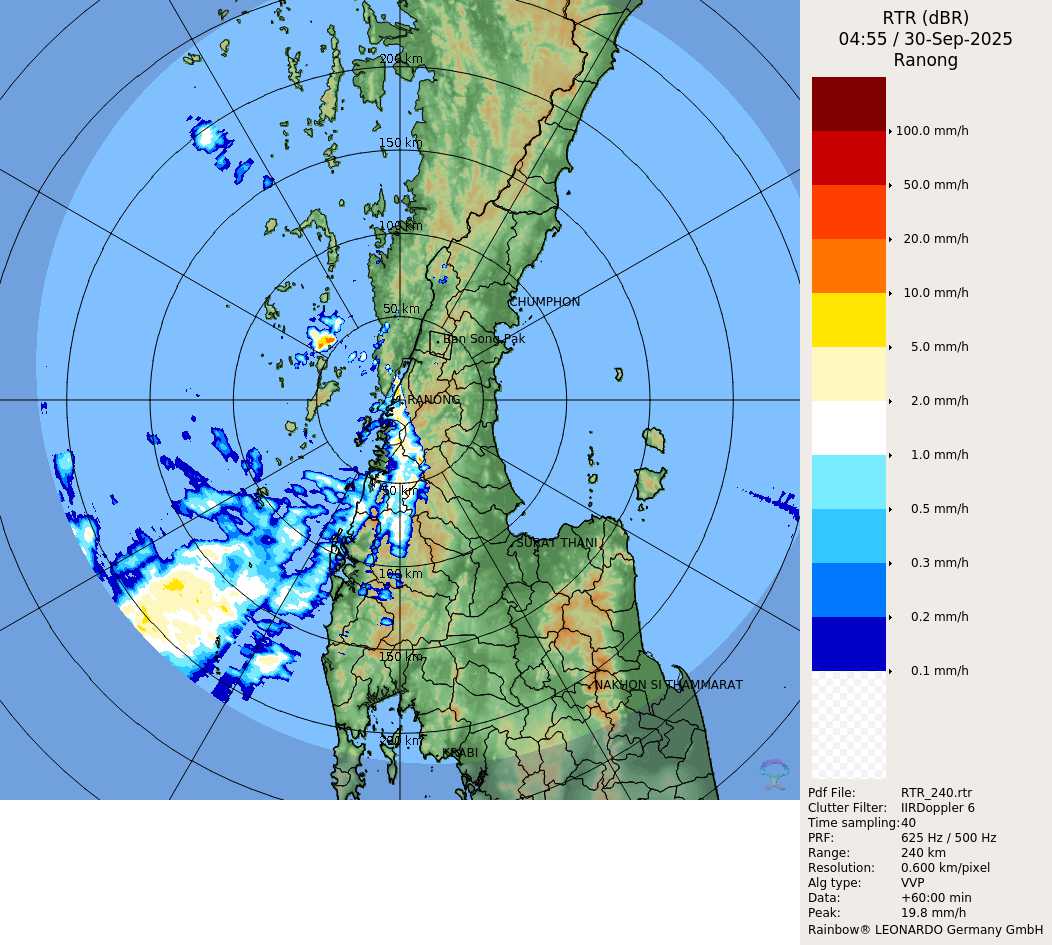 RTR (dBR)
04:55 / 30-Sep-2025
Ranong
100.0 mm/h
50.0 mm/h
20.0 mm/h
10.0 mm/h
5.0 mm/h
2.0 mm/h
1.0 mm/h
0.5 mm/h
0.3 mm/h
0.2 mm/h
0.1 mm/h
200 km
150 km
100 km
CHUMPHON
50 km
Ban Song Pak
RANONG
50 km
SURAT THANI
100 km
150 km
NAKHON SI THAMMARAT
200 km
KRABI
Pdf File: RTR_240.rtr
Clutter Filter: IIRDoppler 6
Time sampling:40
PRF: 625 Hz / 500 Hz
Range: 240 km
Resolution: 0.600 km/pixel
Alg type: VVP
Data: +60:00 min
Peak: 19.8 mm/h
Rainbow® LEONARDO Germany GmbH